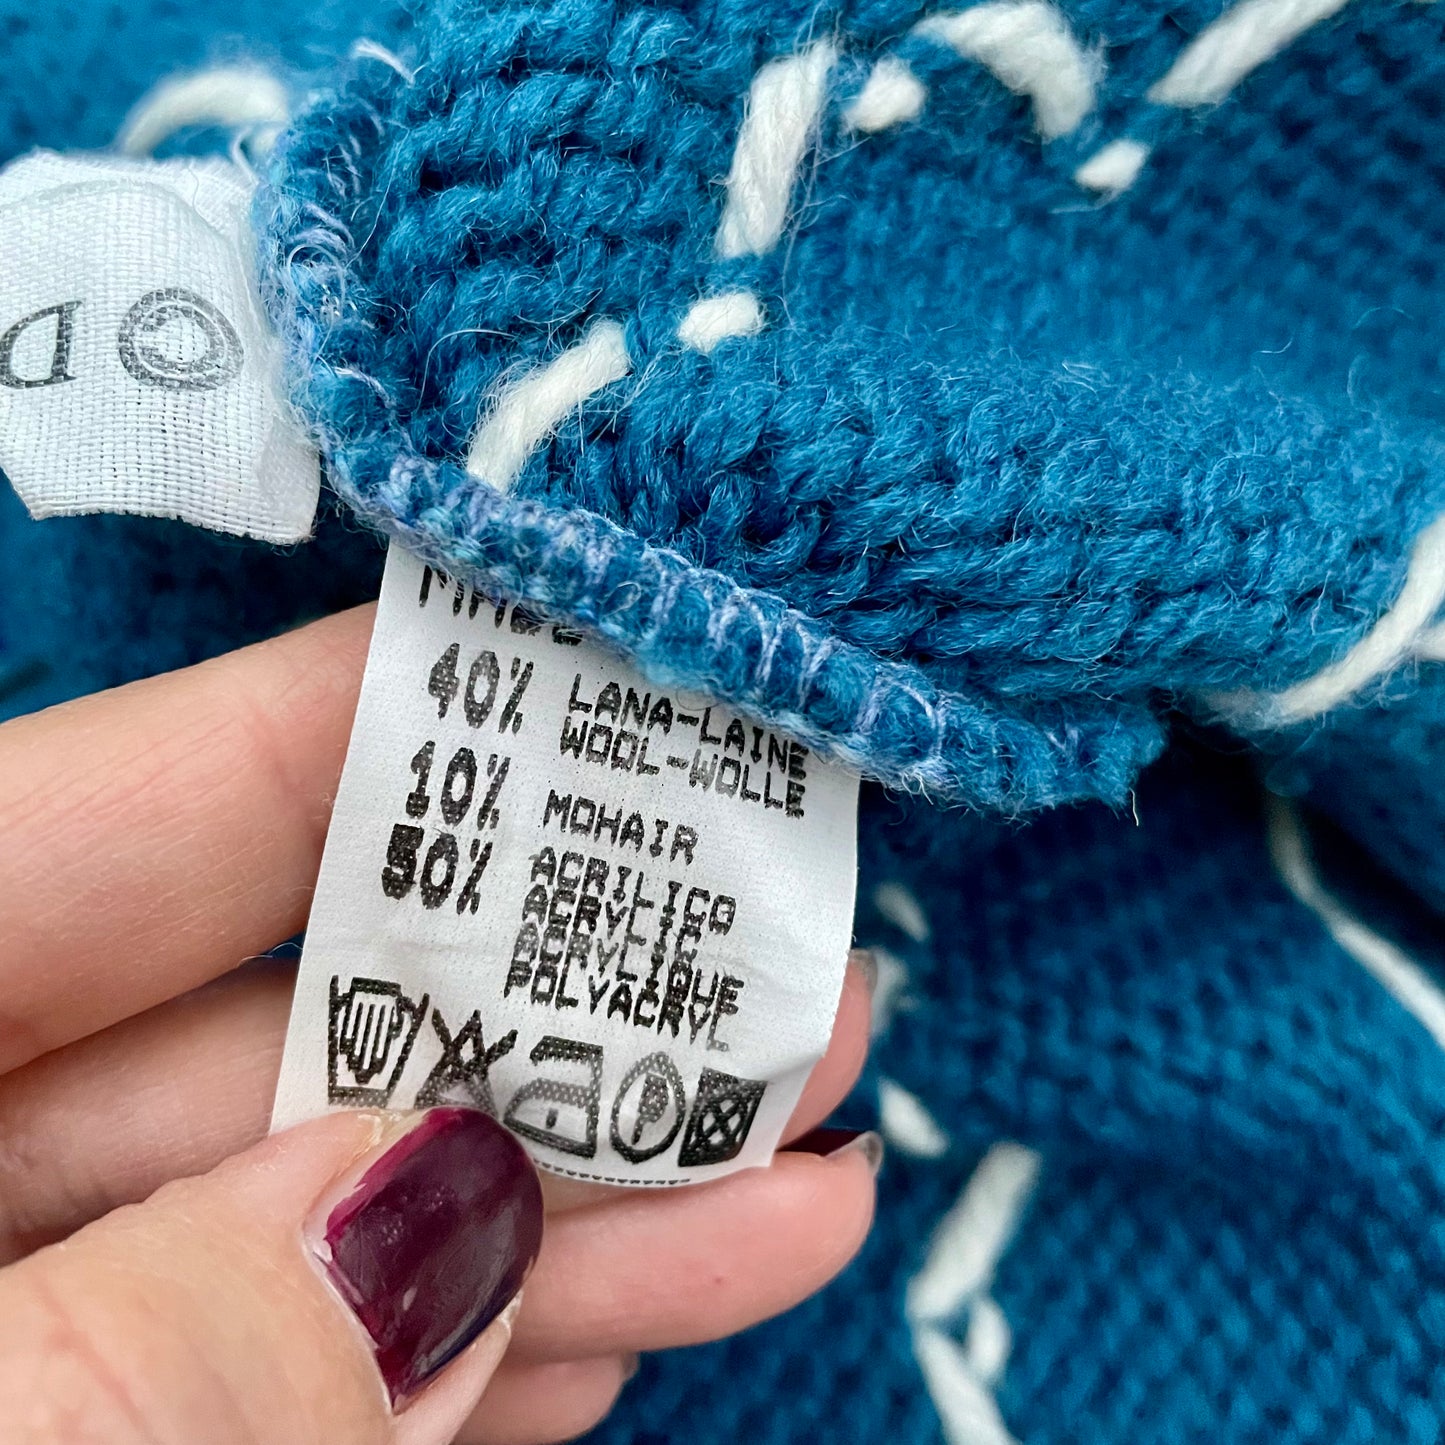 40% LANA-LAINE
WOOL-WOLLE
10% MOHAIR
50% ACRILICO
ACRYLIC
ACRYLIQUE
POLYACRYL
P
D